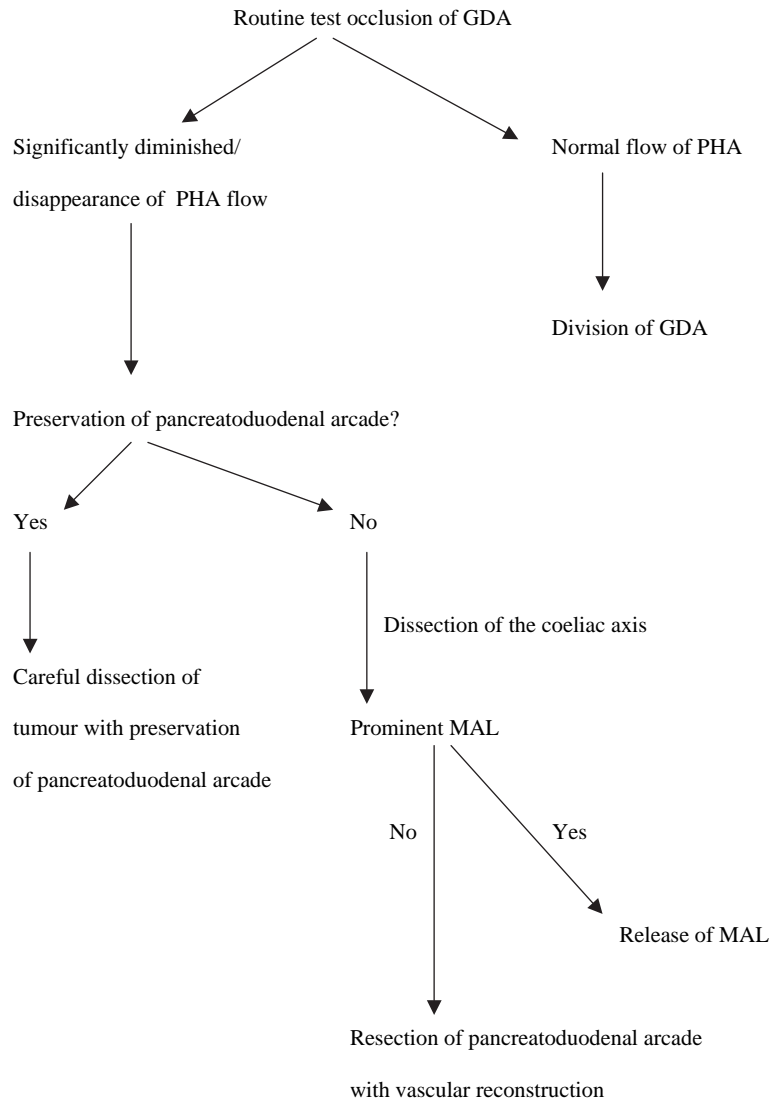 Routine test occlusion of GDA
Significantly diminished/
disappearance of PHA flow
Normal flow of PHA
Division of GDA
Preservation of pancreatoduodenal arcade?
Yes
No
Dissection of the coeliac axis
Careful dissection of
tumour with preservation
of pancreatoduodenal arcade
Prominent MAL
No
Yes
Release of MAL
Resection of pancreatoduodenal arcade
with vascular reconstruction